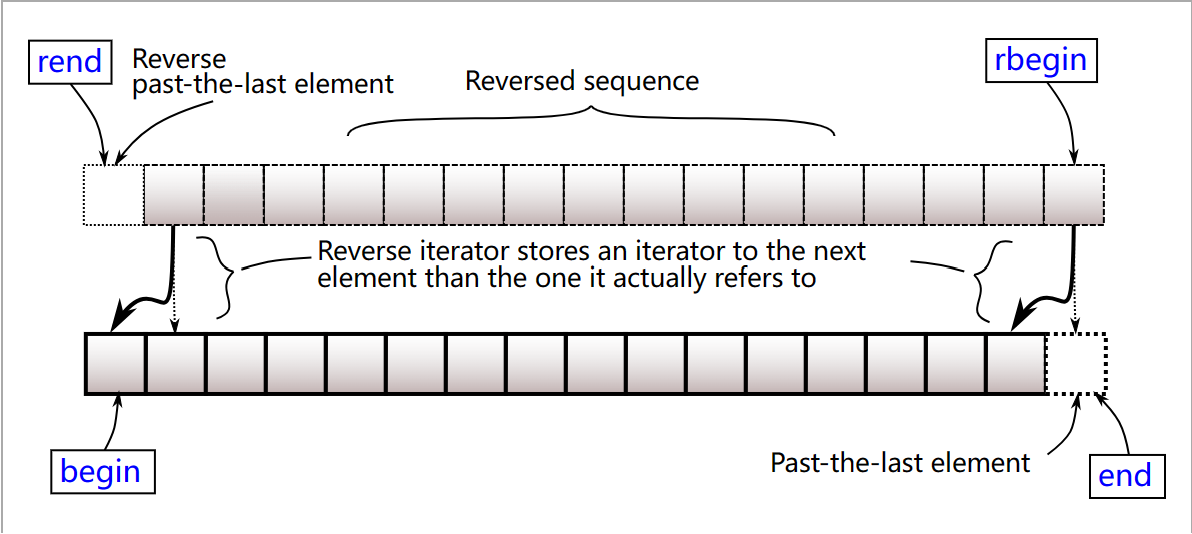 rend
Reverse
past-the-last element
Reversed sequence
rbegin
Reverse iterator stores an iterator to the next
element than the one it actually refers to
begin
Past-the-last element
end